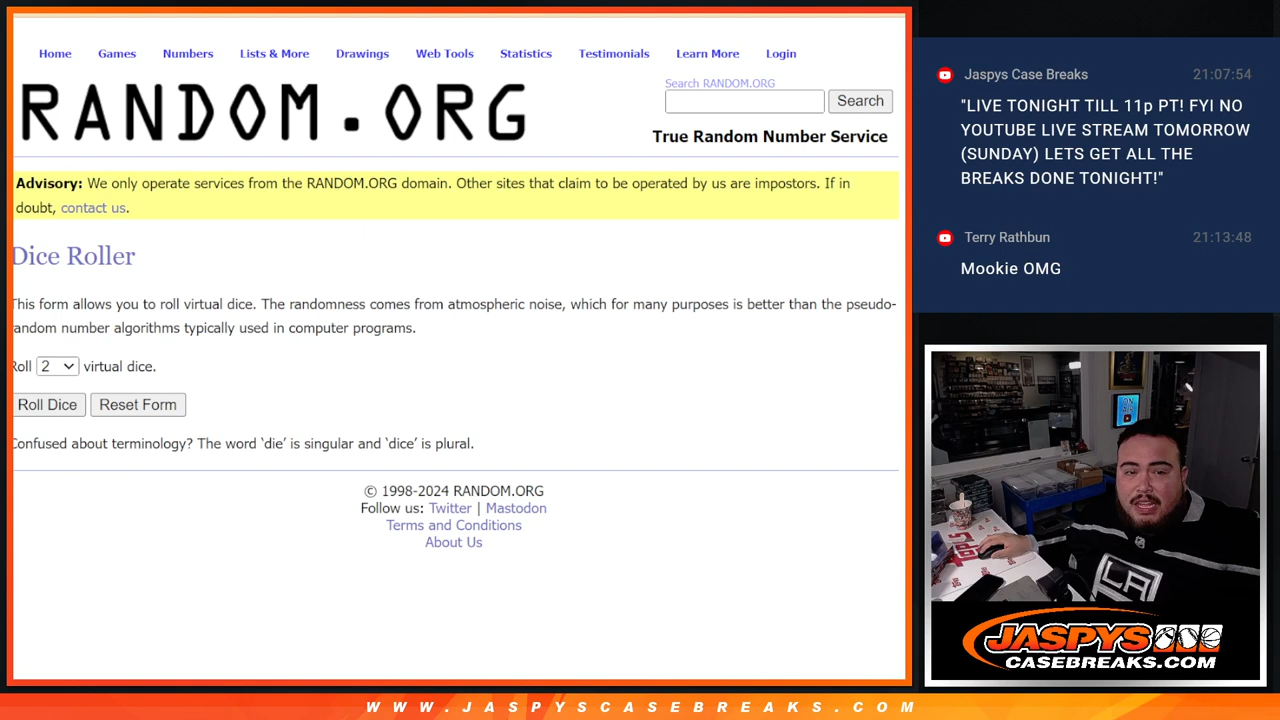 Home Games Numbers Lists & More Drawings Web Tools Statistics Testimonials Learn More Login
RANDOM.ORG
Search RANDOM.ORG
Search
True Random Number Service
Advisory: We only operate services from the RANDOM.ORG domain. Other sites that claim to be operated by us are impostors. If in
doubt, contact us.
Dice Roller
This form allows you to roll virtual dice. The randomness comes from atmospheric noise, which for many purposes is better than the pseudo-
random number algorithms typically used in computer programs.
Roll 2 virtual dice.
Roll Dice Reset Form
Confused about terminology? The word ‘die’ is singular and ‘dice’ is plural.
© 1998-2024 RANDOM.ORG
Follow us: Twitter | Mastodon
Terms and Conditions
About Us
Jaspys Case Breaks 21:07:54
"LIVE TONIGHT TILL 11p PT! FYI NO
YOUTUBE LIVE STREAM TOMORROW
(SUNDAY) LETS GET ALL THE
BREAKS DONE TONIGHT!"
Terry Rathbun 21:13:48
Mookie OMG
ON AIR
topps
LA
JASPYS
CASEBREAKS.COM
WWW.JASPYSCASEBREAKS.COM